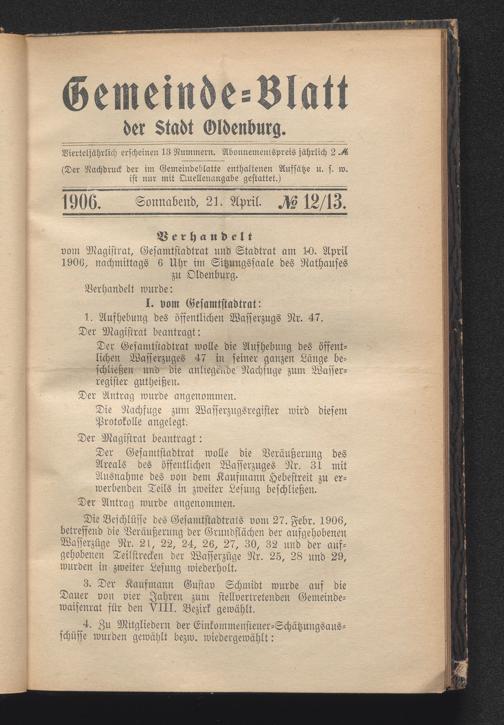 Gemeinde-Blatt
der Stadt Oldenburg.
Vierteljährlich erscheinen 13 Nummern. Abonnementspreis jährlich 2 ℳ
(Der Nachdruck der im Gemeindeblatte enthaltenen Aufsätze u. s. w.
ist nur mit Quellenangabe gestattet.)
1906. Sonnabend, 21. April. № 12/13.
Verhandelt
vom Magistrat, Gesamtstadtrat und Stadtrat am 10. April
1906, nachmittags 6 Uhr im Sitzungssaale des Rathauses
zu Oldenburg.
Verhandelt wurde:
I. vom Gesamtstadtrat:
1. Aufhebung des öffentlichen Wasserzugs Nr. 47.
Der Magistrat beantragt:
Der Gesamtstadtrat wolle die Aufhebung des öffent-
lichen Wasserzuges 47 in seiner ganzen Länge be-
schließen und die anliegende Nachfuge zum Wasser-
register gutheißen.
Der Antrag wurde angenommen.
Die Nachfuge zum Wasserzugsregister wird diesem
Protokolle angelegt.
Der Magistrat beantragt:
Der Gesamtstadtrat wolle die Veräußerung des
Areals des öffentlichen Wasserzuges Nr. 31 mit
Ausnahme des von dem Kaufmann Hebestreit zu er-
werbenden Teils in zweiter Lesung beschließen.
Der Antrag wurde angenommen.
Die Beschlüsse des Gesamtstadtrats vom 27. Febr. 1906,
betreffend die Veräußerung der Grundflächen der aufgehobenen
Wasserzüge Nr. 21, 22, 24, 26, 27, 30, 32 und der auf-
gehobenen Teilstrecken der Wasserzüge Nr. 25, 28 und 29,
wurden in zweiter Lesung wiederholt.
3. Der Kaufmann Gustav Schmidt wurde auf die
Dauer von vier Jahren zum stellvertretenden Gemeinde-
waisenrat für den VIII. Bezirk gewählt.
4. Zu Mitgliedern der Einkommensteuer-Schätzungsaus-
schüsse wurden gewählt bezw. wiedergewählt: